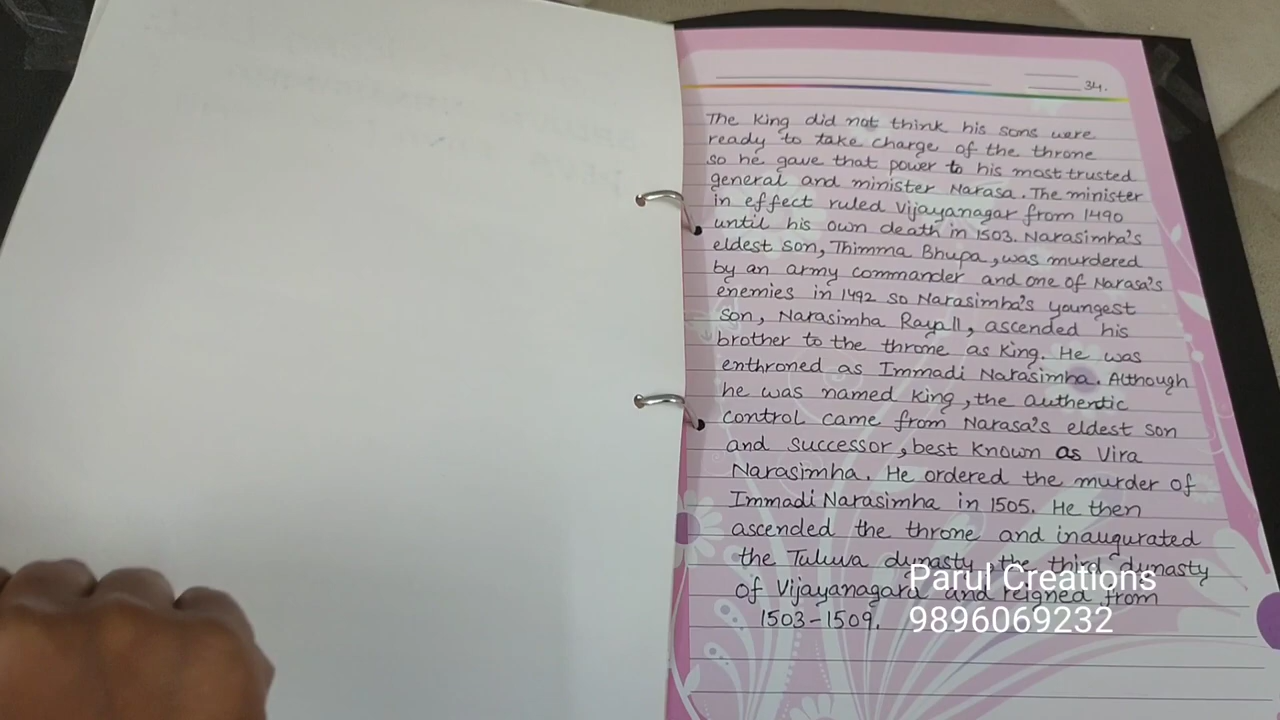 34.
The King did not think his sons were
ready to take charge of the throne
so he gave that power to his most trusted
general and minister Narasa. The minister
in effect ruled Vijayanagar from 1490
until his own death in 1503. Narasimha's
eldest son, Thimma Bhupa, was murdered
by an army commander and one of Narasa's
enemies in 1492 so Narasimha's youngest
son, Narasimha Raya II, ascended his
brother to the throne as King. He was
enthroned as Immadi Narasimha. Although
he was named King, the authentic
control came from Narasa's eldest son
and successor, best known as Vira
Narasimha. He ordered the murder of
Immadi Narasimha in 1505. He then
ascended the throne and inaugurated
the Tuluva dynasty, the third dynasty
of Vijayanagara and reigned from
1503-1509.
Parul Creations
9896069232